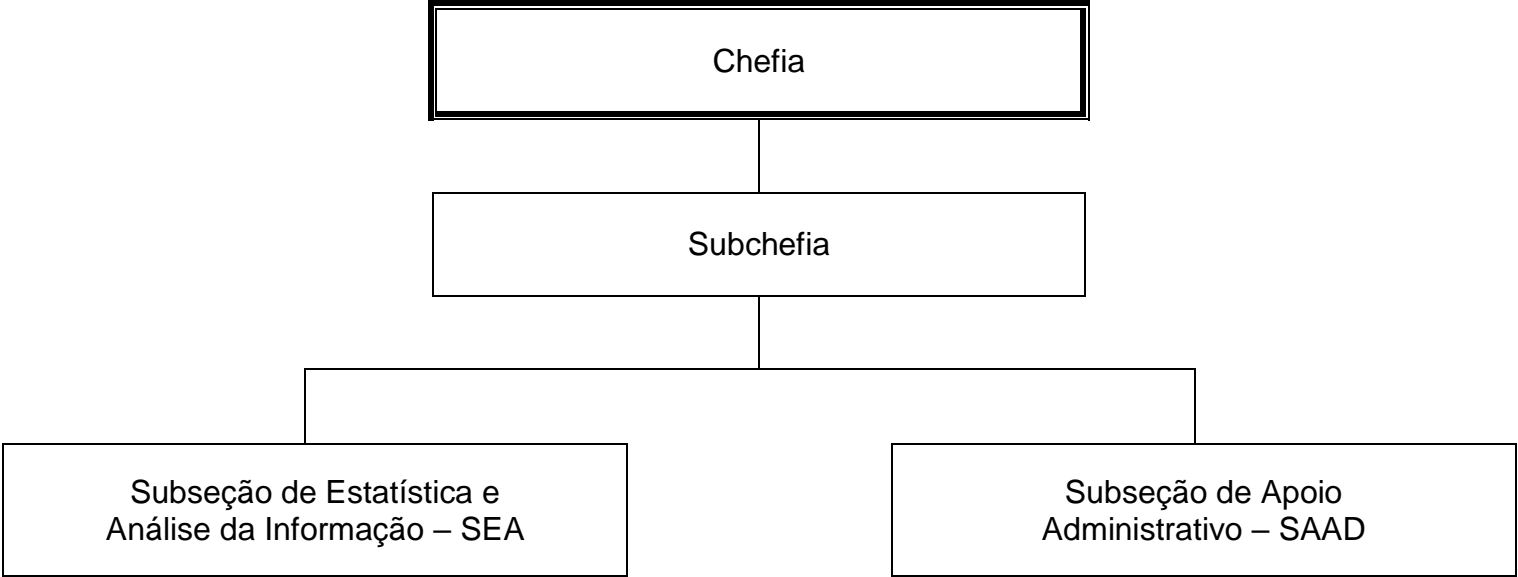 Chefia
Subchefia
Subseção de Estatística e
Análise da Informação – SEA
Subseção de Apoio
Administrativo – SAAD